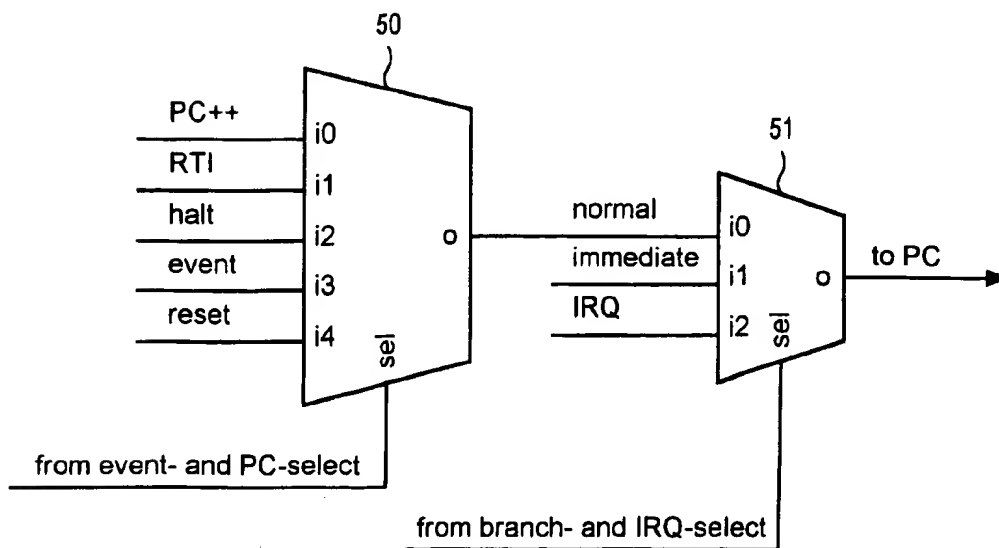 50
PC++
i0
RTI
i1
halt
i2
event
i3
reset
i4
o
sel
from event- and PC-select
51
normal
i0
immediate
i1
IRQ
i2
o
sel
to PC
from branch- and IRQ-select